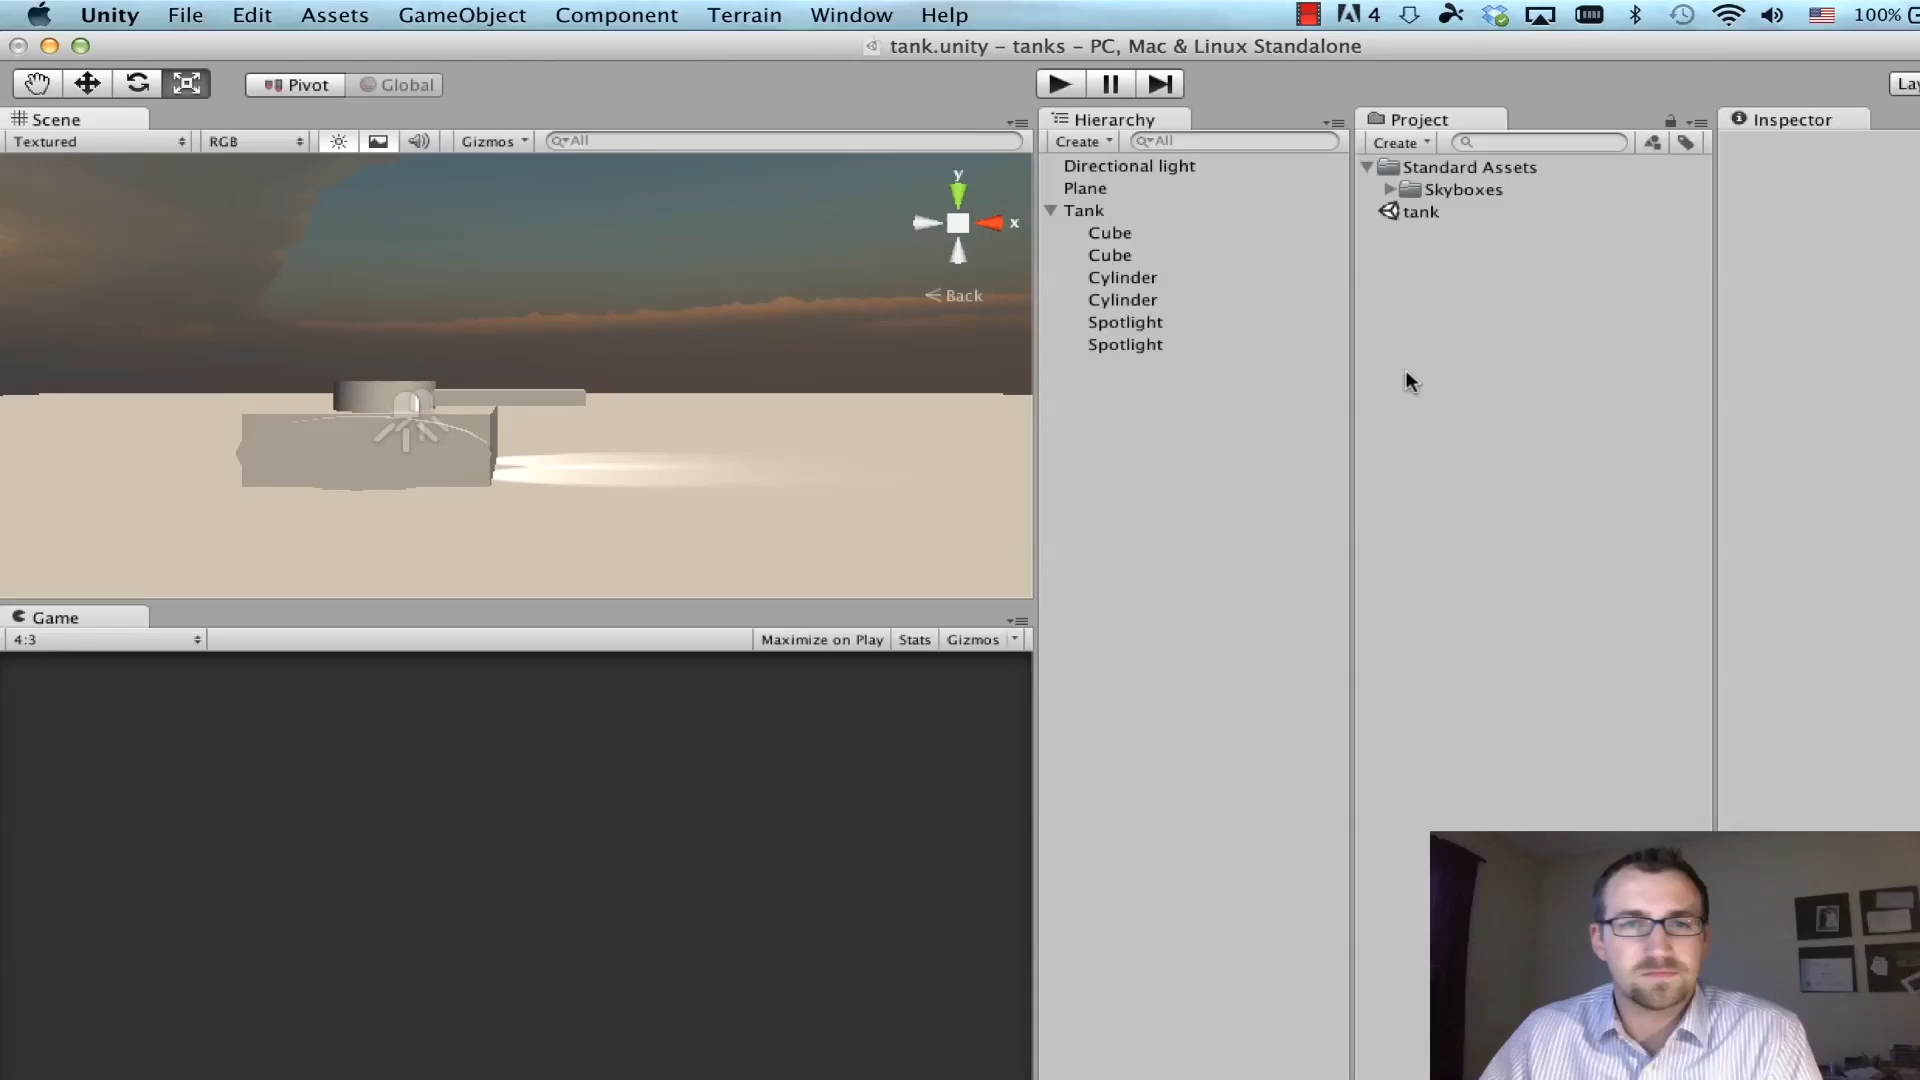 Unity File Edit Assets GameObject Component Terrain Window Help 4 100%
tank.unity – tanks – PC, Mac & Linux Standalone
Pivot Global
Scene Hierarchy Project Inspector
Textured RGB Gizmos All Create All Create
Directional light
Plane
Tank
Cube
Cube
Cylinder
Cylinder
Spotlight
Spotlight
Standard Assets
Skyboxes
tank
y
x
Back
Game
4:3 Maximize on Play Stats Gizmos